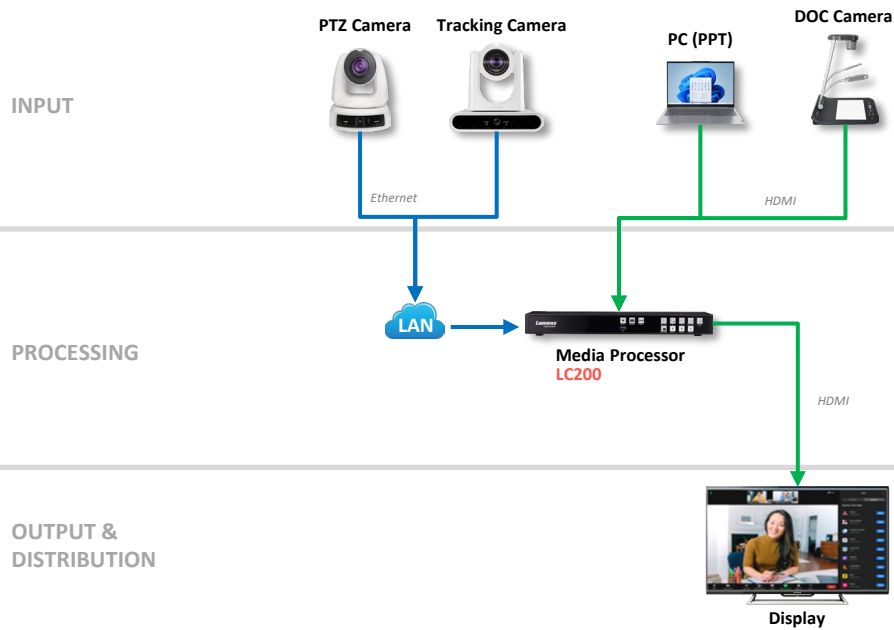 PTZ Camera
Tracking Camera
PC (PPT)
DOC Camera
INPUT
Ethernet
HDMI
LAN
Lumens
PROCESSING
Media Processor
LC200
HDMI
OUTPUT &
DISTRIBUTION
Display